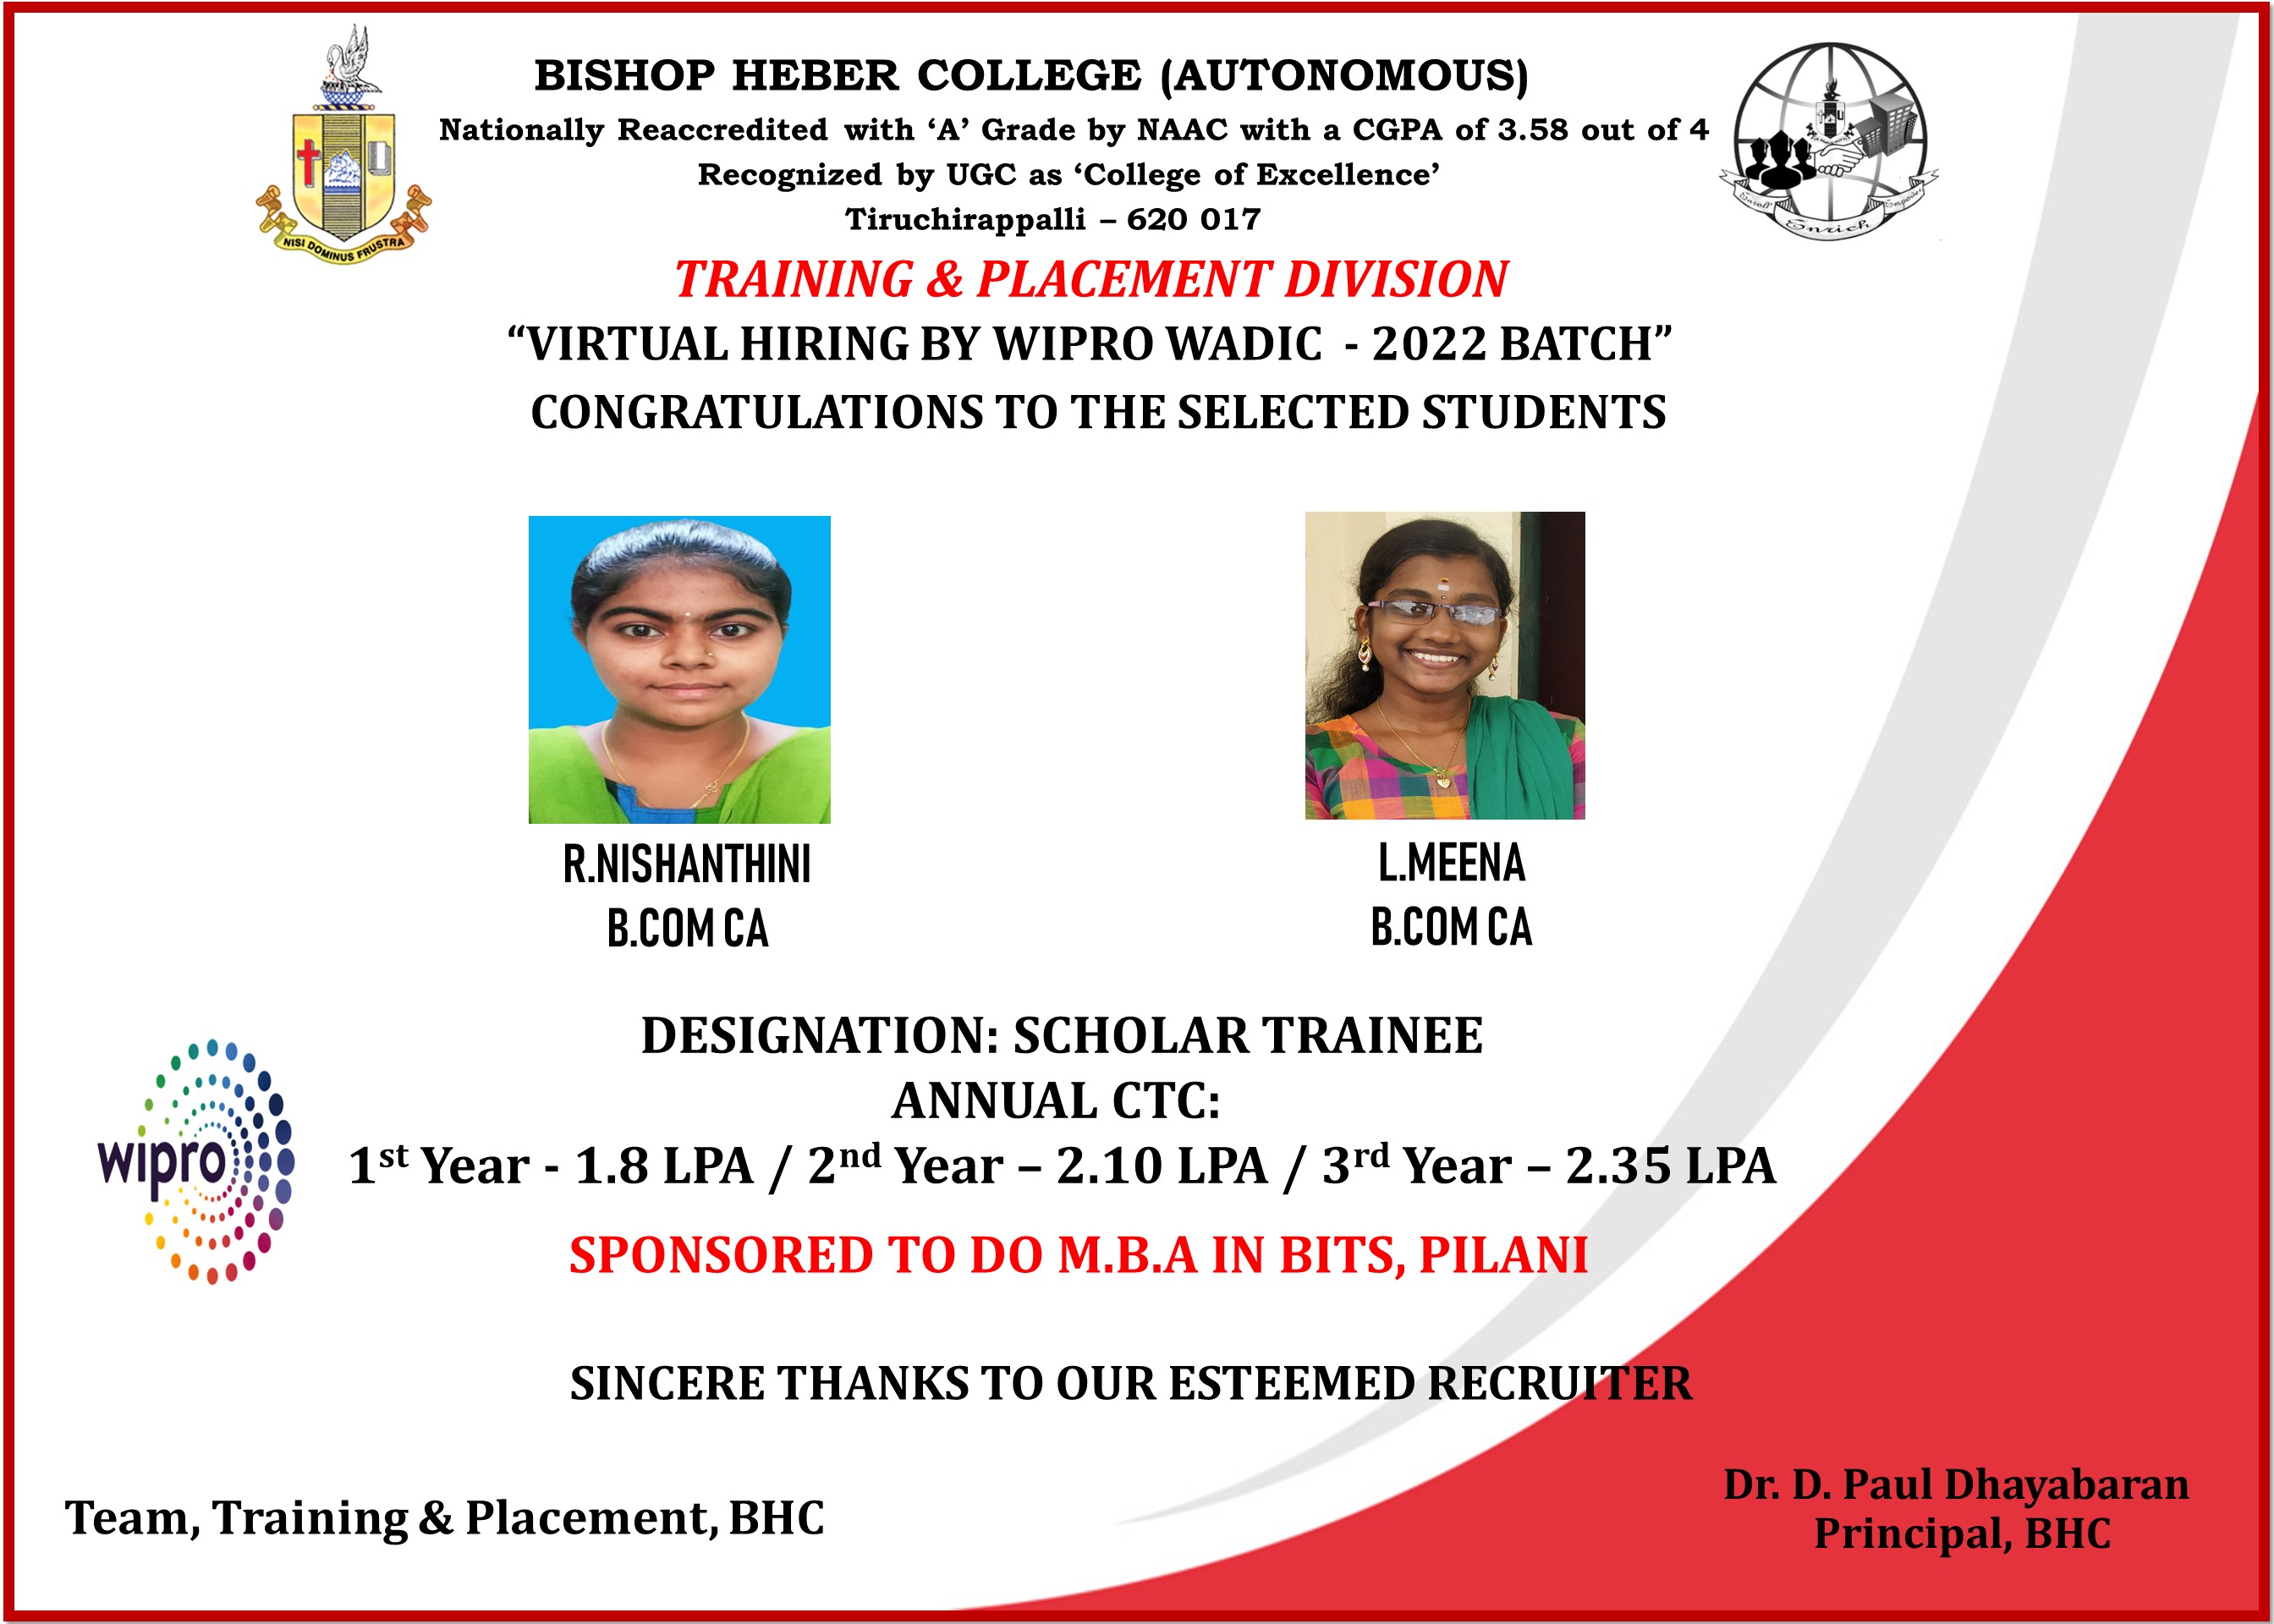 BISHOP HEBER COLLEGE (AUTONOMOUS)
Nationally Reaccredited with ‘A’ Grade by NAAC with a CGPA of 3.58 out of 4
Recognized by UGC as ‘College of Excellence’
Tiruchirappalli – 620 017
NISI DOMINUS FRUSTRA
Enroll Enrich Empower
TRAINING & PLACEMENT DIVISION
“VIRTUAL HIRING BY WIPRO WADIC - 2022 BATCH”
CONGRATULATIONS TO THE SELECTED STUDENTS
R.NISHANTHINI
B.COM CA
L.MEENA
B.COM CA
DESIGNATION: SCHOLAR TRAINEE
ANNUAL CTC:
1st Year - 1.8 LPA / 2nd Year – 2.10 LPA / 3rd Year – 2.35 LPA
wipro
SPONSORED TO DO M.B.A IN BITS, PILANI
SINCERE THANKS TO OUR ESTEEMED RECRUITER
Team, Training & Placement, BHC
Dr. D. Paul Dhayabaran
Principal, BHC